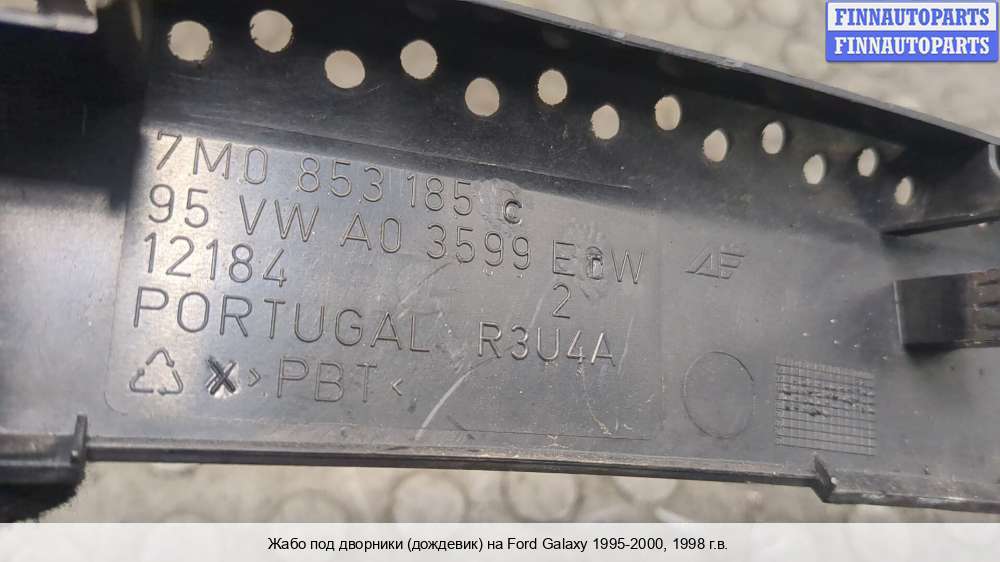 FINNAUTOPARTS
FINNAUTOPARTS
7M0 853 185 C
95 VW A0 3599 ECW
12184 2
PORTUGAL R3U4A
>PBT<
Жабо под дворники (дождевик) на Ford Galaxy 1995-2000, 1998 г.в.